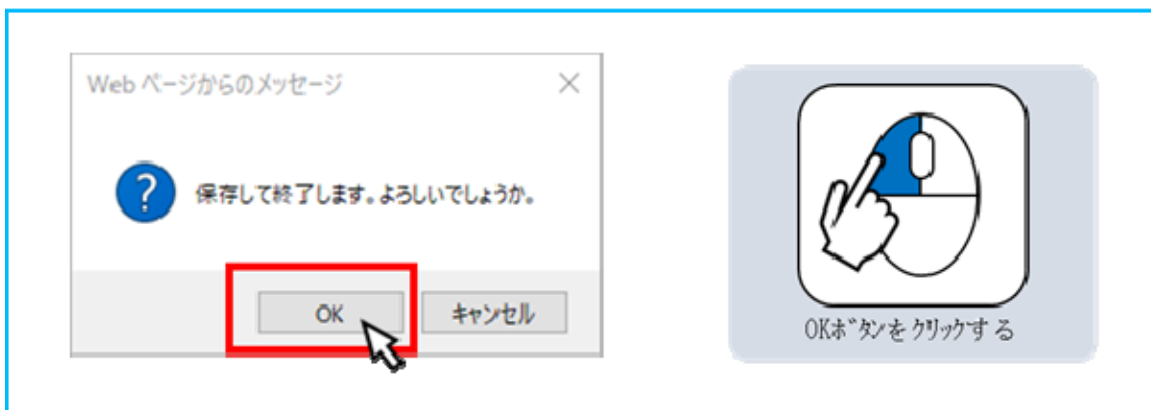 Web ページからのメッセージ
保存して終了します。よろしいでしょうか。
OK
キャンセル
OKボタンをクリックする